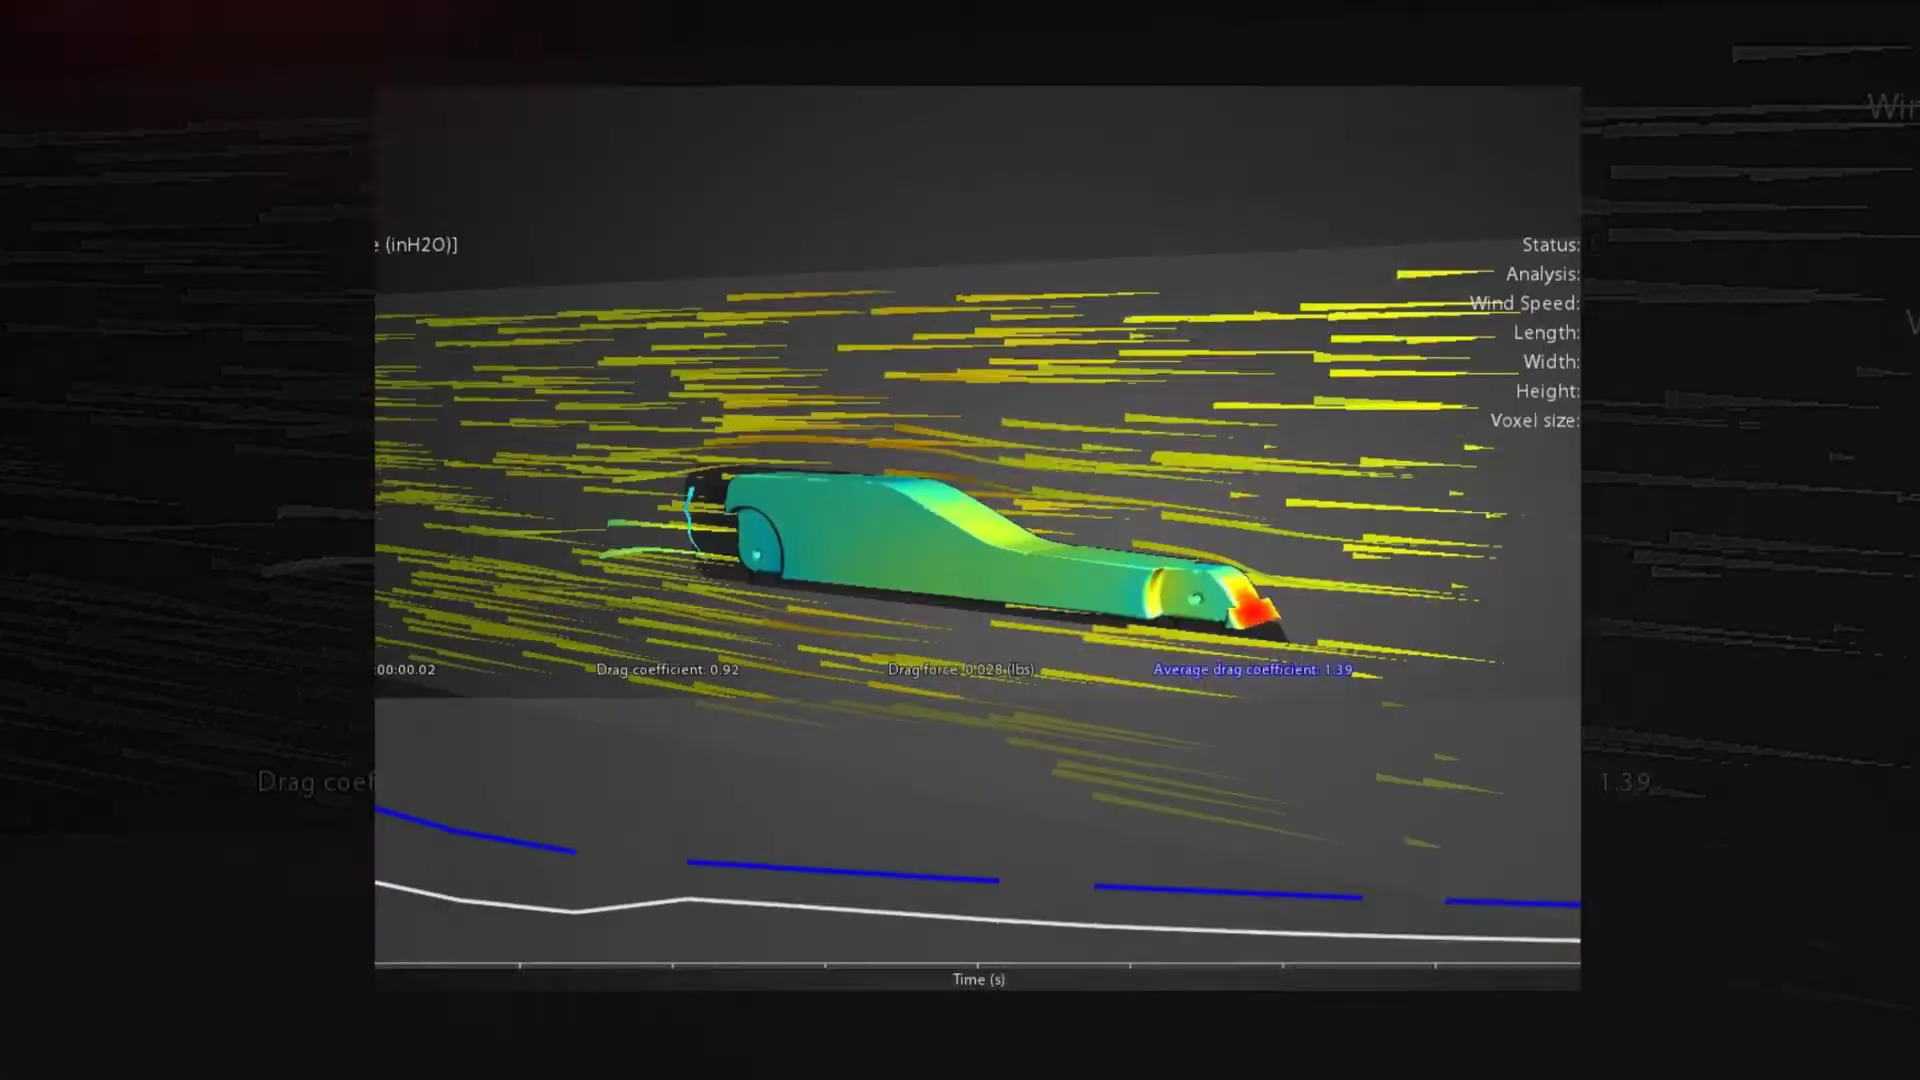 e (inH2O)]
Status:
Analysis:
Wind Speed:
Length:
Width:
Height:
Voxel size:
:00:00.02
Drag coefficient: 0.92
Drag force: 0.028 (lbs)
Average drag coefficient: 1.39
Time (s)
Win
Drag coef
1.39